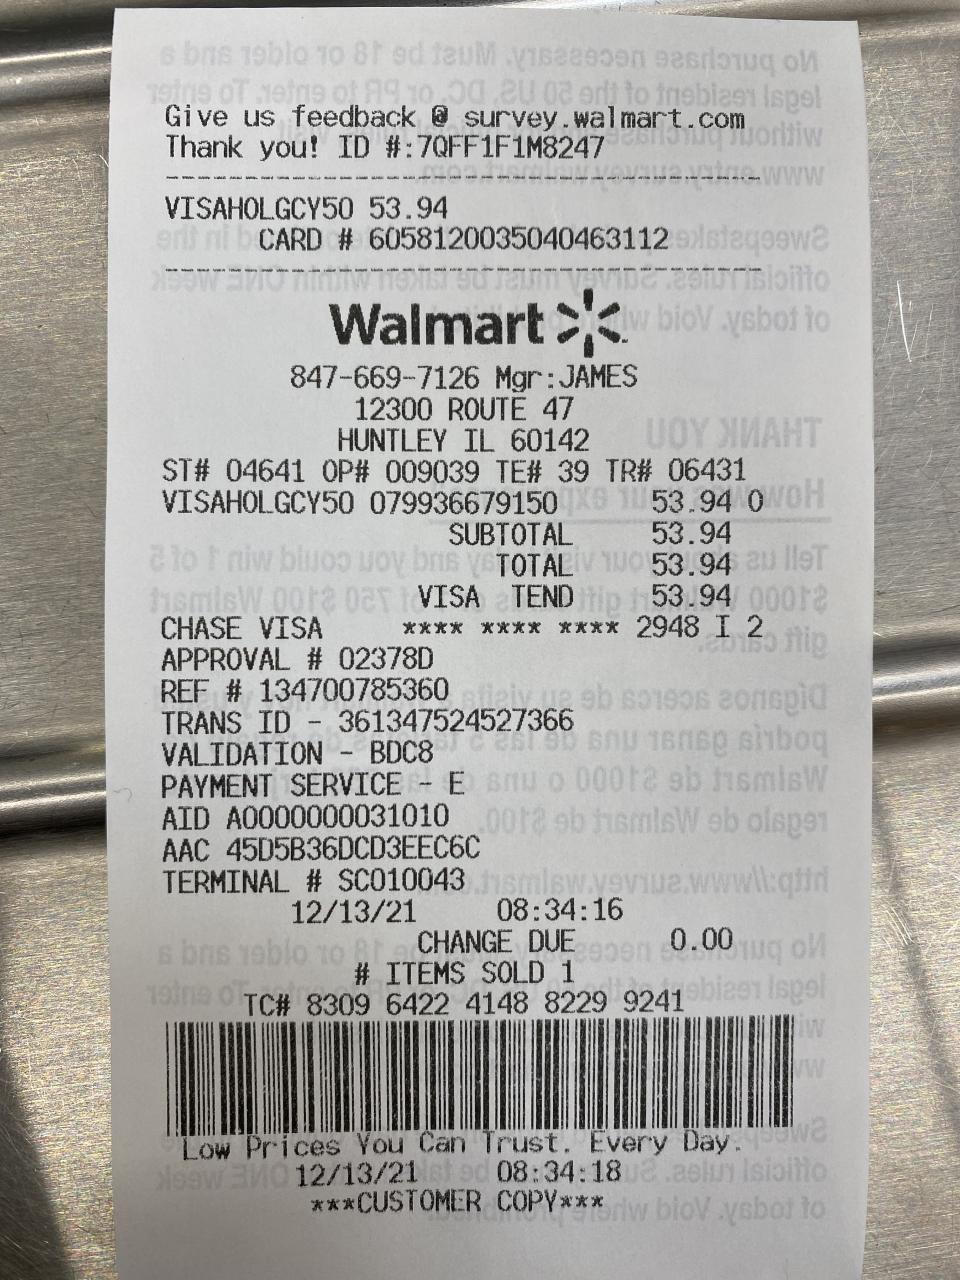 Give us feedback @ survey.walmart.com
Thank you! ID #:7QFF1F1M8247
VISAHOLGCY50 53.94
CARD # 6058120035040463112
Walmart
847-669-7126 Mgr:JAMES
12300 ROUTE 47
HUNTLEY IL 60142
ST# 04641 OP# 009039 TE# 39 TR# 06431
VISAHOLGCY50 079936679150 53.94 O
SUBTOTAL 53.94
TOTAL 53.94
VISA TEND 53.94
CHASE VISA **** **** **** 2948 I 2
APPROVAL # 02378D
REF # 134700785360
TRANS ID - 361347524527366
VALIDATION - BDC8
PAYMENT SERVICE - E
AID A0000000031010
AAC 45D5B36DCD3EEC6C
TERMINAL # SC010043
12/13/21 08:34:16
CHANGE DUE 0.00
# ITEMS SOLD 1
TC# 8309 6422 4148 8229 9241
Low Prices You Can Trust. Every Day.
12/13/21 08:34:18
***CUSTOMER COPY***